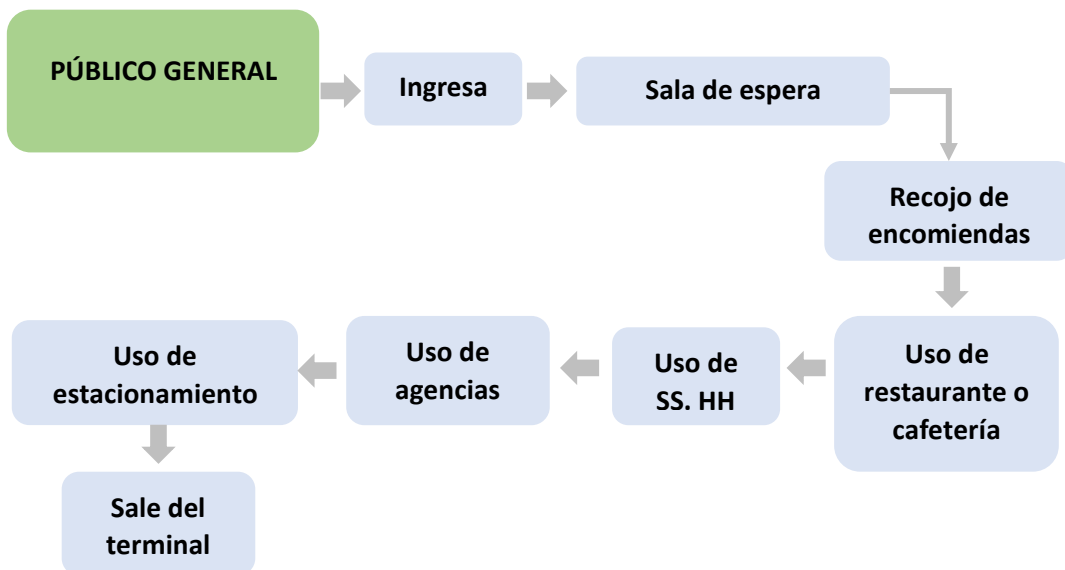 PÚBLICO GENERAL
Ingresa
Sala de espera
Recojo de
encomiendas
Uso de
restaurante o
cafetería
Uso de
SS. HH
Uso de
agencias
Uso de
estacionamiento
Sale del
terminal